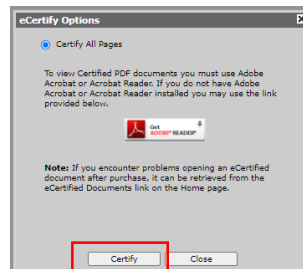 eCertify Options
Certify All Pages
To view Certified PDF documents you must use Adobe
Acrobat or Acrobat Reader. If you do not have Adobe
Acrobat or Acrobat Reader installed you may use the link
provided below.
Get
ADOBE® READER®
Note: If you encounter problems opening an eCertified
document after purchase, it can be retrieved from the
eCertified Documents link on the Home page.
Certify Close